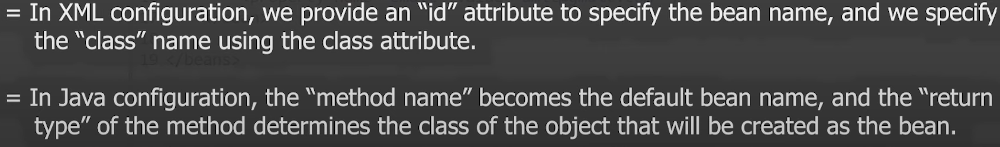 = In XML configuration, we provide an “id” attribute to specify the bean name, and we specify
the “class” name using the class attribute.
19 </beans>
= In Java configuration, the “method name” becomes the default bean name, and the “return
type” of the method determines the class of the object that will be created as the bean.